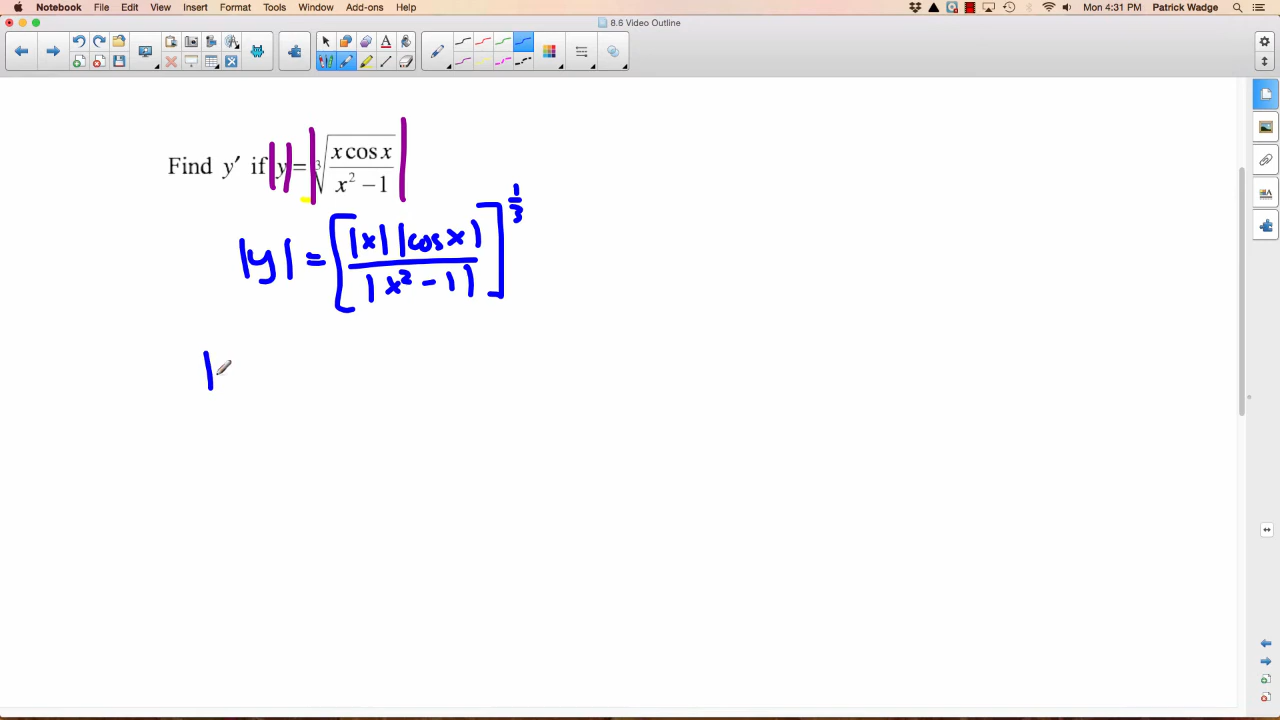 Notebook File Edit View Insert Format Tools Window Add-ons Help Mon 4:31 PM Patrick Wadge
8.6 Video Outline
Find y′ if |y| = |∛((x cos x)/(x² − 1))|
|y| = [(|x| |cos x|)/(|x² − 1|)]^(1/3)
|